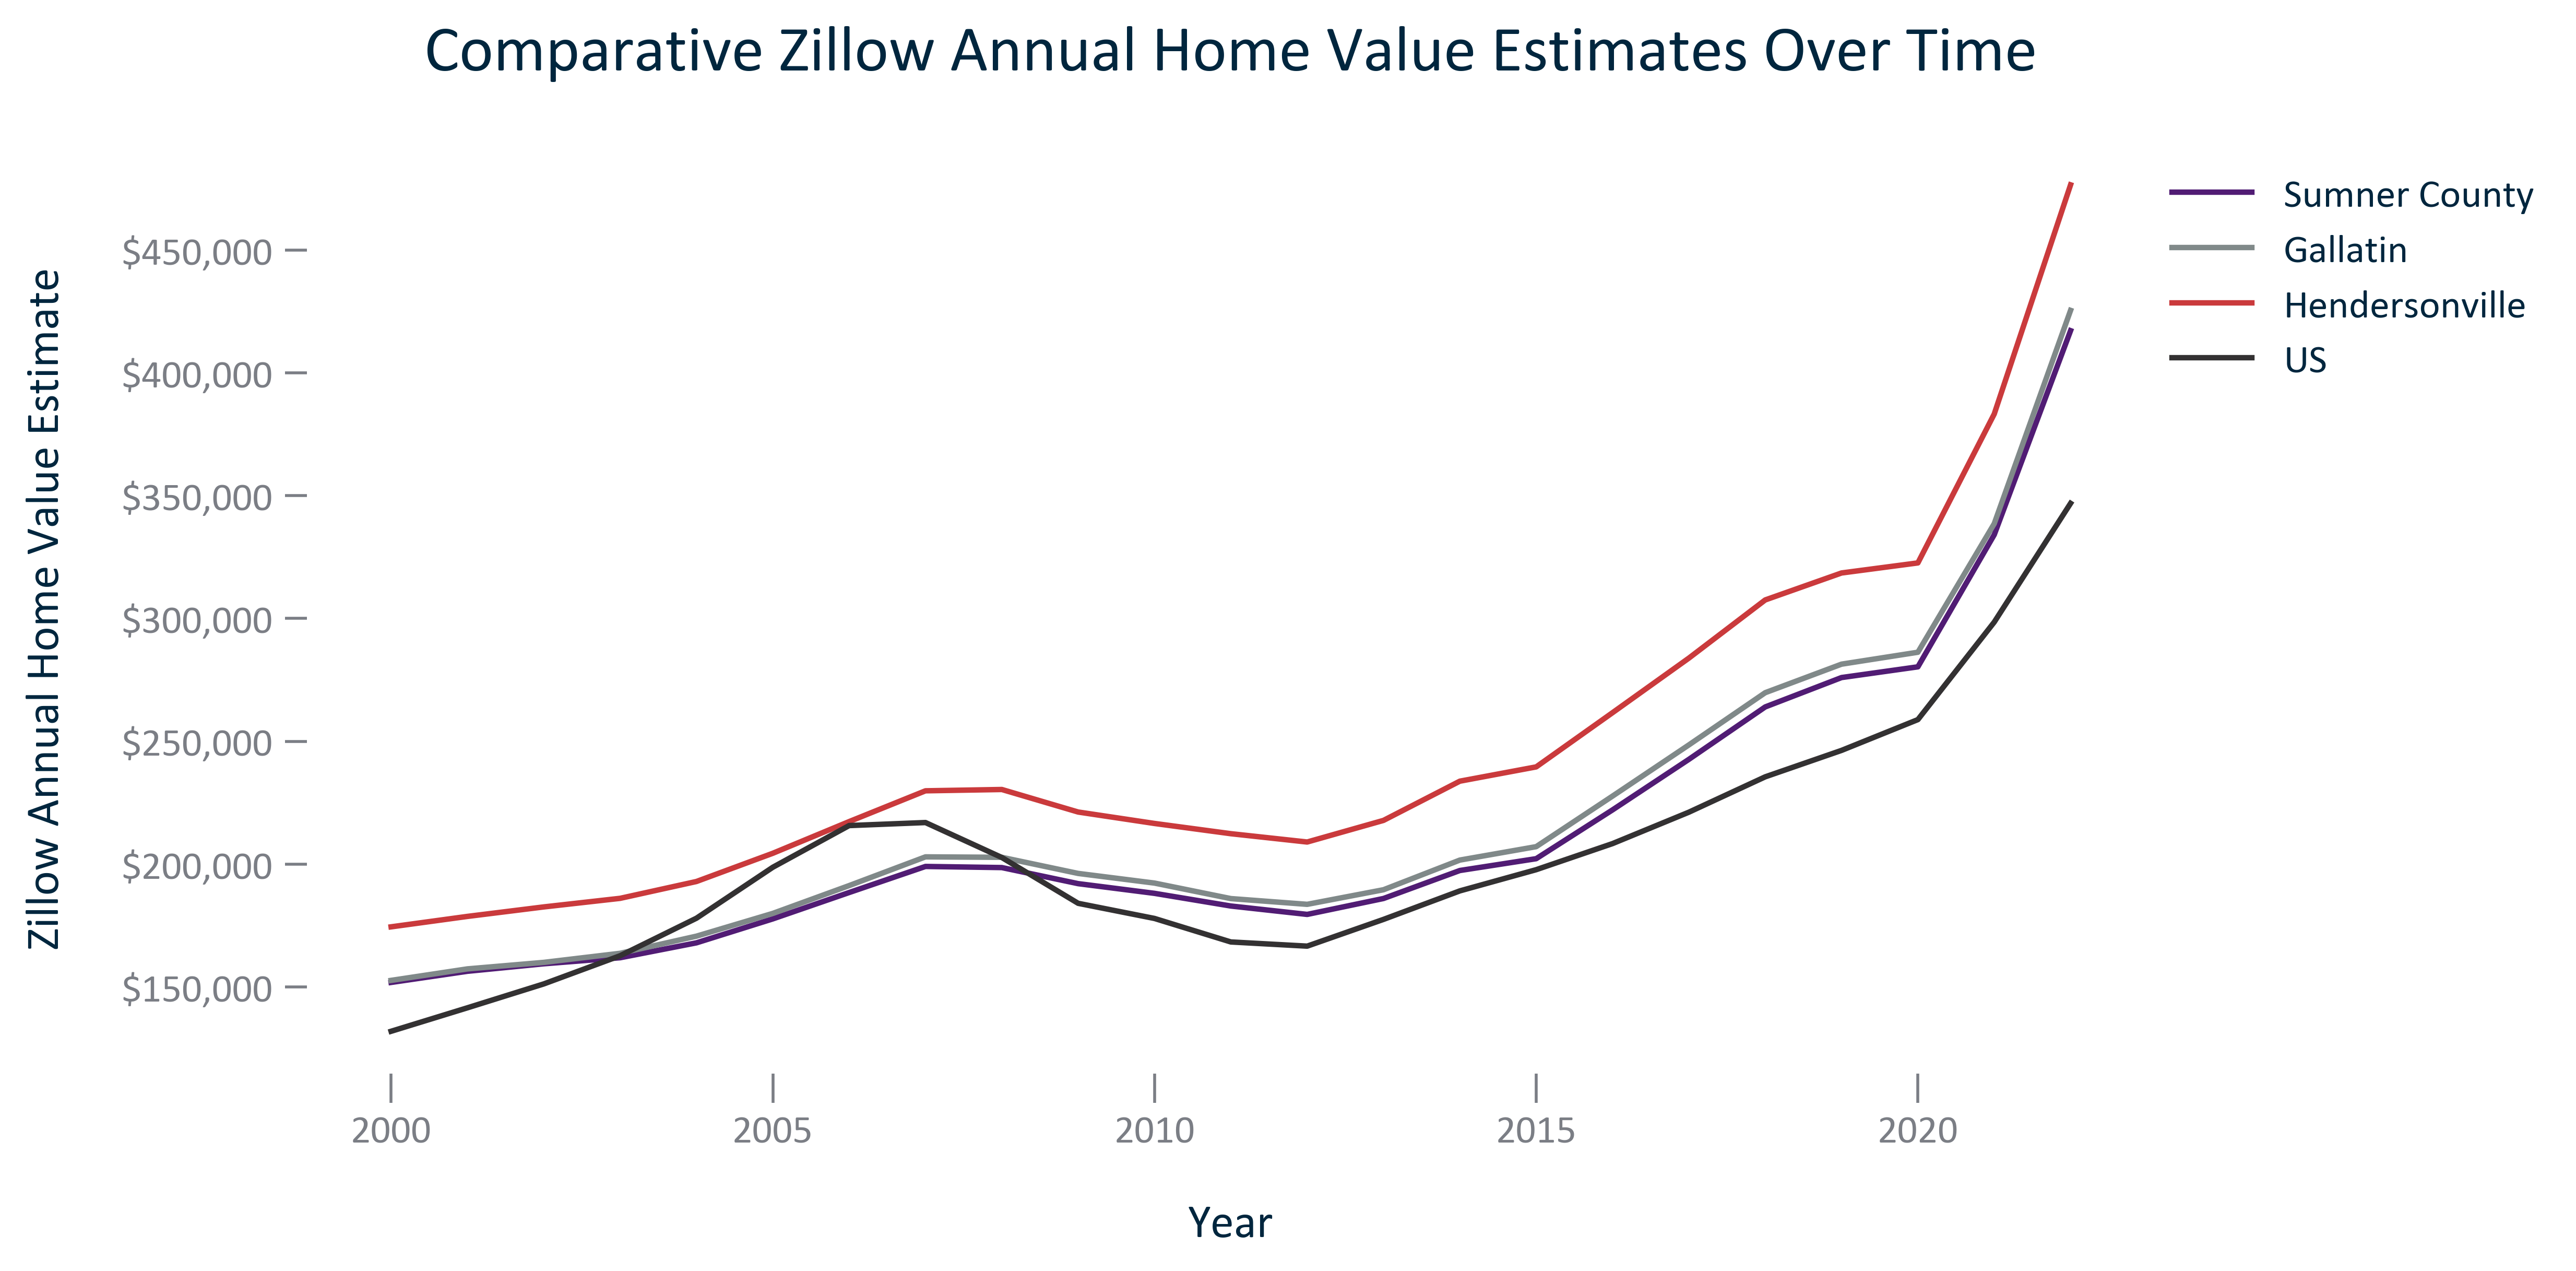 Comparative Zillow Annual Home Value Estimates Over Time
Zillow Annual Home Value Estimate
$450,000
$400,000
$350,000
$300,000
$250,000
$200,000
$150,000
2000
2005
2010
2015
2020
Year
Sumner County
Gallatin
Hendersonville
US